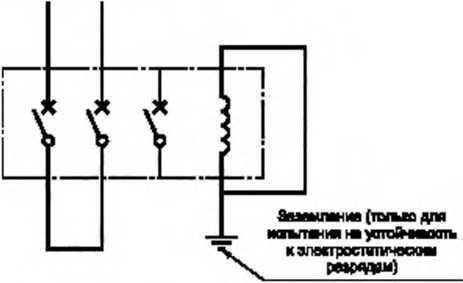 Заземление (только для
испытания на устойчивость
к электростатическим
разрядам)